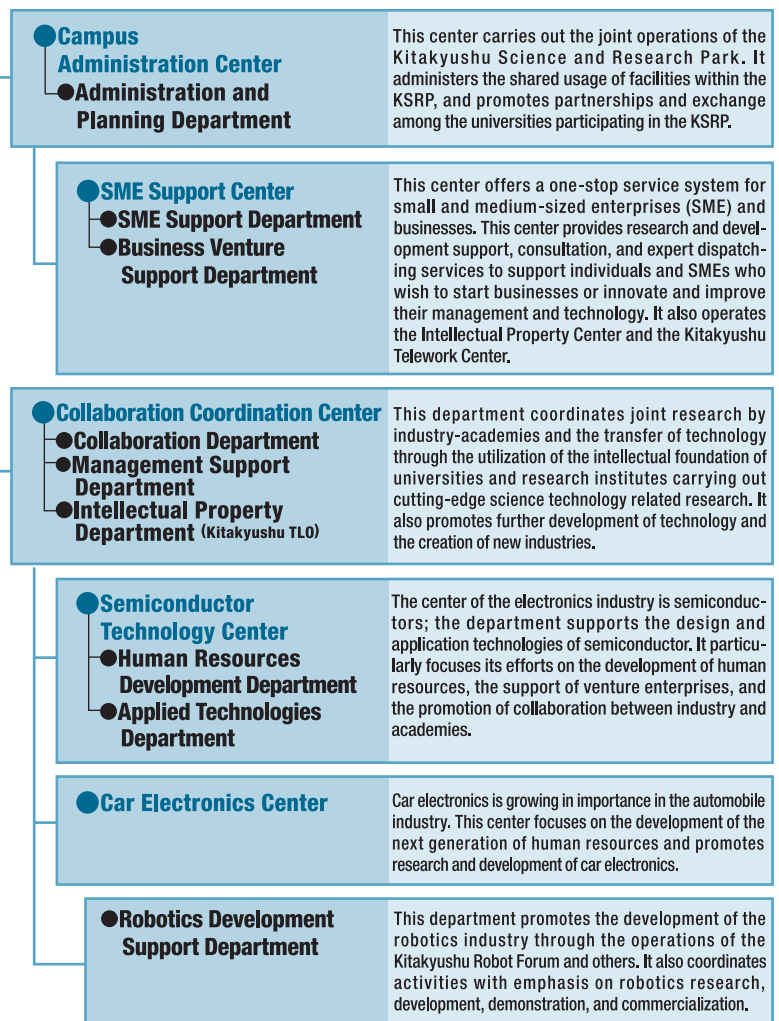 Campus
Administration Center
Administration and
Planning Department
This center carries out the joint operations of the
Kitakyushu Science and Research Park. It
administers the shared usage of facilities within the
KSRP, and promotes partnerships and exchange
among the universities participating in the KSRP.
SME Support Center
SME Support Department
Business Venture
Support Department
This center offers a one-stop service system for
small and medium-sized enterprises (SME) and
businesses. This center provides research and devel-
opment support, consultation, and expert dispatch-
ing services to support individuals and SMEs who
wish to start businesses or innovate and improve
their management and technology. It also operates
the Intellectual Property Center and the Kitakyushu
Telework Center.
Collaboration Coordination Center
Collaboration Department
Management Support
Department
Intellectual Property
Department (Kitakyushu TLO)
This department coordinates joint research by
industry-academies and the transfer of technology
through the utilization of the intellectual foundation of
universities and research institutes carrying out
cutting-edge science technology related research. It
also promotes further development of technology and
the creation of new industries.
Semiconductor
Technology Center
Human Resources
Development Department
Applied Technologies
Department
The center of the electronics industry is semiconduc-
tors; the department supports the design and
application technologies of semiconductor. It particu-
larly focuses its efforts on the development of human
resources, the support of venture enterprises, and
the promotion of collaboration between industry and
academies.
Car Electronics Center
Car electronics is growing in importance in the automobile
industry. This center focuses on the development of the
next generation of human resources and promotes
research and development of car electronics.
Robotics Development
Support Department
This department promotes the development of the
robotics industry through the operations of the
Kitakyushu Robot Forum and others. It also coordinates
activities with emphasis on robotics research,
development, demonstration, and commercialization.